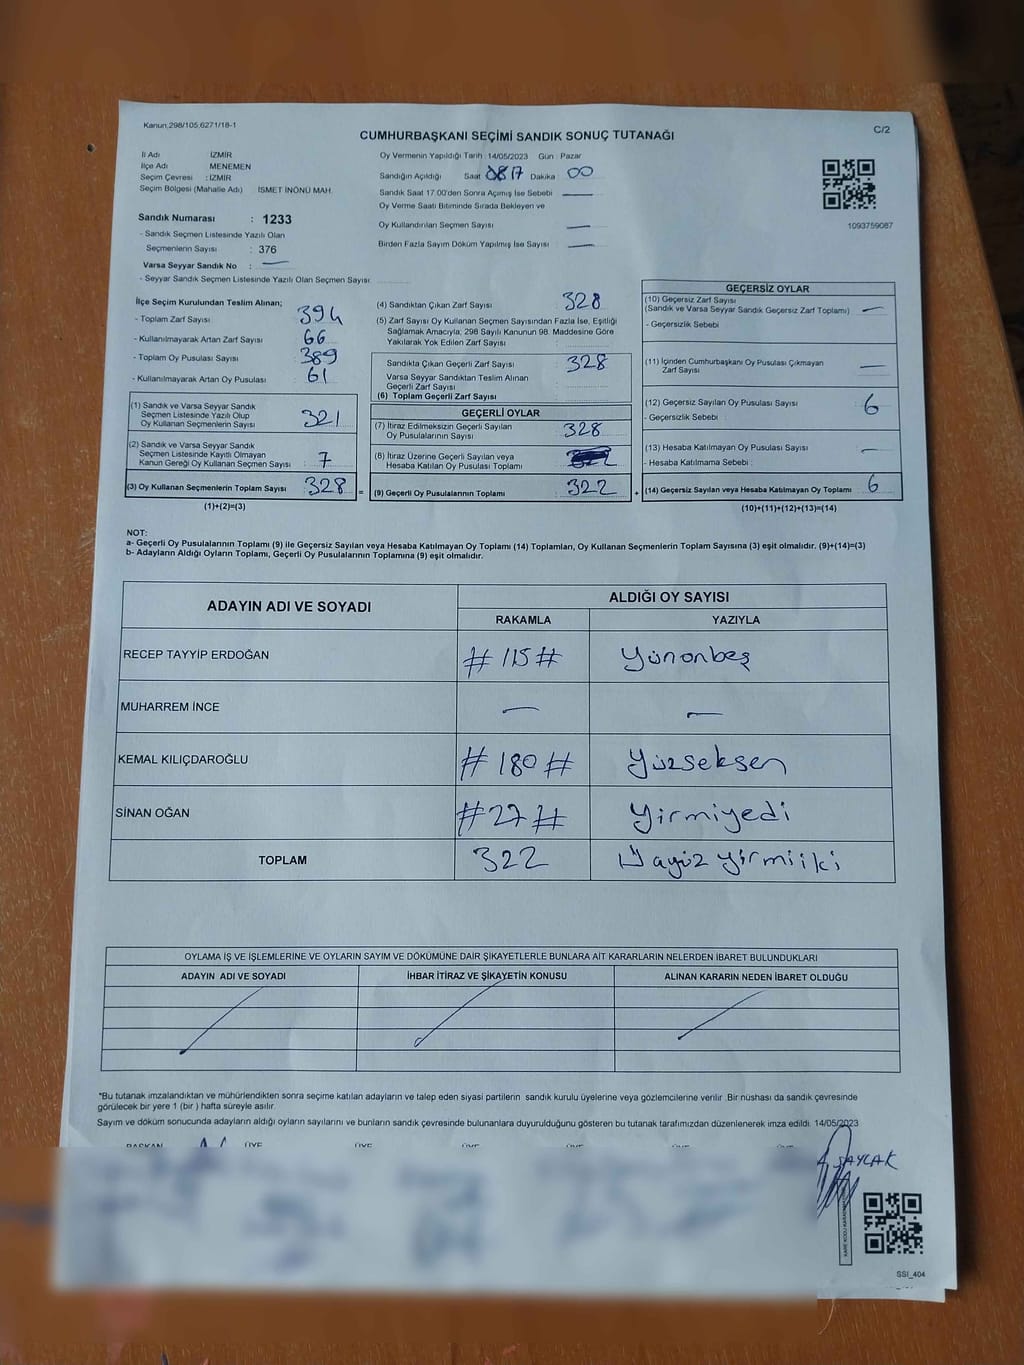 Kanun,298/105;6271/18-1
C/2
CUMHURBAŞKANI SEÇİMİ SANDIK SONUÇ TUTANAĞI
İl Adı İZMİR
İlçe Adı MENEMEN
Seçim Çevresi : İZMİR
Seçim Bölgesi (Mahalle Adı) İSMET İNÖNÜ MAH.
Oy Vermenin Yapıldığı Tarih :14/05/2023 Gün : Pazar
Sandığın Açıldığı Saat Dakika 00
Sandık Saat 17.00'den Sonra Açılmış İse Sebebi —
Oy Verme Saati Bitiminde Sırada Bekleyen ve
Oy Kullandırılan Seçmen Sayısı : —
Birden Fazla Sayım Döküm Yapılmış İse Sayısı : —
1093759087
Sandık Numarası : 1233
- Sandık Seçmen Listesinde Yazılı Olan
Seçmenlerin Sayısı : 376
Varsa Seyyar Sandık No : —
- Seyyar Sandık Seçmen Listesinde Yazılı Olan Seçmen Sayısı:
İlçe Seçim Kurulundan Teslim Alınan;
- Toplam Zarf Sayısı : 394
- Kullanılmayarak Artan Zarf Sayısı : 66
- Toplam Oy Pusulası Sayısı : 389
- Kullanılmayarak Artan Oy Pusulası : 61
(1) Sandık ve Varsa Seyyar Sandık
Seçmen Listesinde Yazılı Olup
Oy Kullanan Seçmenlerin Sayısı : 321
(2) Sandık ve Varsa Seyyar Sandık
Seçmen Listesinde Kayıtlı Olmayan
Kanun Gereği Oy Kullanan Seçmen Sayısı : 7
(3) Oy Kullanan Seçmenlerin Toplam Sayısı : 328 =
(1)+(2)=(3)
(4) Sandıktan Çıkan Zarf Sayısı : 328
(5) Zarf Sayısı Oy Kullanan Seçmen Sayısından Fazla İse, Eşitliği
Sağlamak Amacıyla; 298 Sayılı Kanunun 98. Maddesine Göre
Yakılarak Yok Edilen Zarf Sayısı :
Sandıkta Çıkan Geçerli Zarf Sayısı : 328
Varsa Seyyar Sandıktan Teslim Alınan
Geçerli Zarf Sayısı :
(6) Toplam Geçerli Zarf Sayısı :
GEÇERLİ OYLAR
(7) İtiraz Edilmeksizin Geçerli Sayılan
Oy Pusulalarının Sayısı : 328
(8) İtiraz Üzerine Geçerli Sayılan veya
Hesaba Katılan Oy Pusulası Toplamı :
(9) Geçerli Oy Pusulalarının Toplamı : 322 +
GEÇERSİZ OYLAR
(10) Geçersiz Zarf Sayısı
(Sandık ve Varsa Seyyar Sandık Geçersiz Zarf Toplamı) : —
- Geçersizlik Sebebi :
(11) İçinden Cumhurbaşkanı Oy Pusulası Çıkmayan
Zarf Sayısı : —
(12) Geçersiz Sayılan Oy Pusulası Sayısı : 6
- Geçersizlik Sebebi :
(13) Hesaba Katılmayan Oy Pusulası Sayısı : —
- Hesaba Katılmama Sebebi :
(14) Geçersiz Sayılan veya Hesaba Katılmayan Oy Toplamı : 6
(10)+(11)+(12)+(13)=(14)
NOT:
a- Geçerli Oy Pusulalarının Toplamı (9) ile Geçersiz Sayılan veya Hesaba Katılmayan Oy Toplamı (14) Toplamları, Oy Kullanan Seçmenlerin Toplam Sayısına (3) eşit olmalıdır. (9)+(14)=(3)
b- Adayların Aldığı Oyların Toplamı, Geçerli Oy Pusulalarının Toplamına (9) eşit olmalıdır.
ADAYIN ADI VE SOYADI
ALDIĞI OY SAYISI
RAKAMLA YAZIYLA
RECEP TAYYİP ERDOĞAN # 115 # Yüzonbeş
MUHARREM İNCE — —
KEMAL KILIÇDAROĞLU # 180 # Yüzseksen
SİNAN OĞAN # 27 # Yirmiyedi
TOPLAM 322 Üçyüz yirmiiki
OYLAMA İŞ VE İŞLEMLERİNE VE OYLARIN SAYIM VE DÖKÜMÜNE DAİR ŞİKAYETLERLE BUNLARA AİT KARARLARIN NELERDEN İBARET BULUNDUKLARI
ADAYIN ADI VE SOYADI İHBAR İTİRAZ VE ŞİKAYETİN KONUSU ALINAN KARARIN NEDEN İBARET OLDUĞU
*Bu tutanak imzalandıktan ve mühürlendikten sonra seçime katılan adayların ve talep eden siyasi partilerin sandık kurulu üyelerine veya gözlemcilerine verilir .Bir nüshası da sandık çevresinde
görülecek bir yere 1 (bir ) hafta süreyle asılır.
Sayım ve döküm sonucunda adayların aldığı oyların sayılarını ve bunların sandık çevresinde bulunanlara duyurulduğunu gösteren bu tutanak tarafımızdan düzenlenerek imza edildi. 14/05/2023
BAŞKAN ÜYE ÜYE ÜYE ÜYE ÜYE
SAYLAK
SSI_404